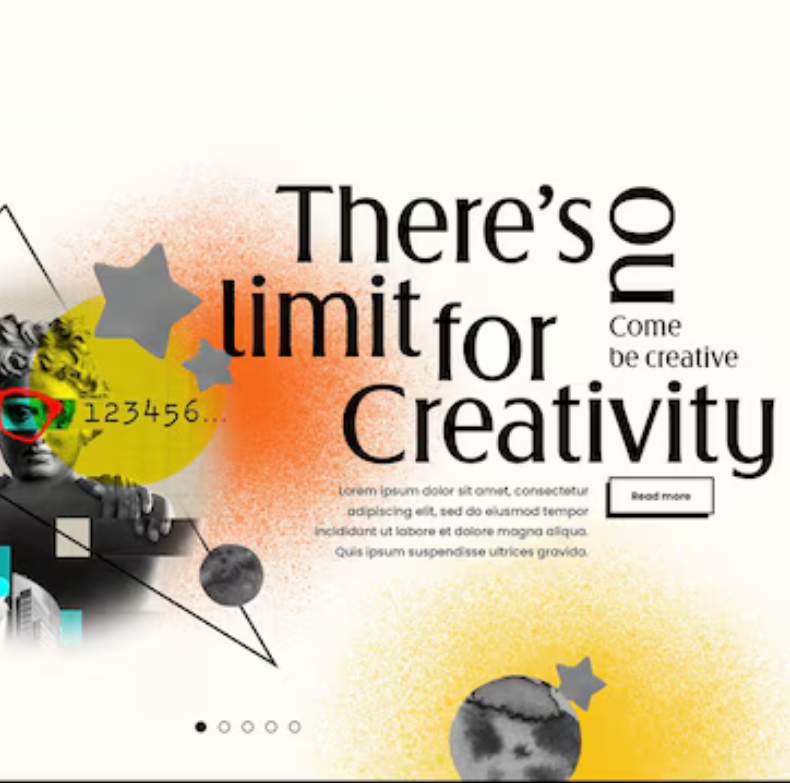 There's no
limit for
Come
be creative
Creativity
123456...
Lorem ipsum dolor sit amet, consectetur
adipiscing elit, sed do eiusmod tempor
incididunt ut labore et dolore magna aliqua.
Quis ipsum suspendisse ultrices gravida.
Read more